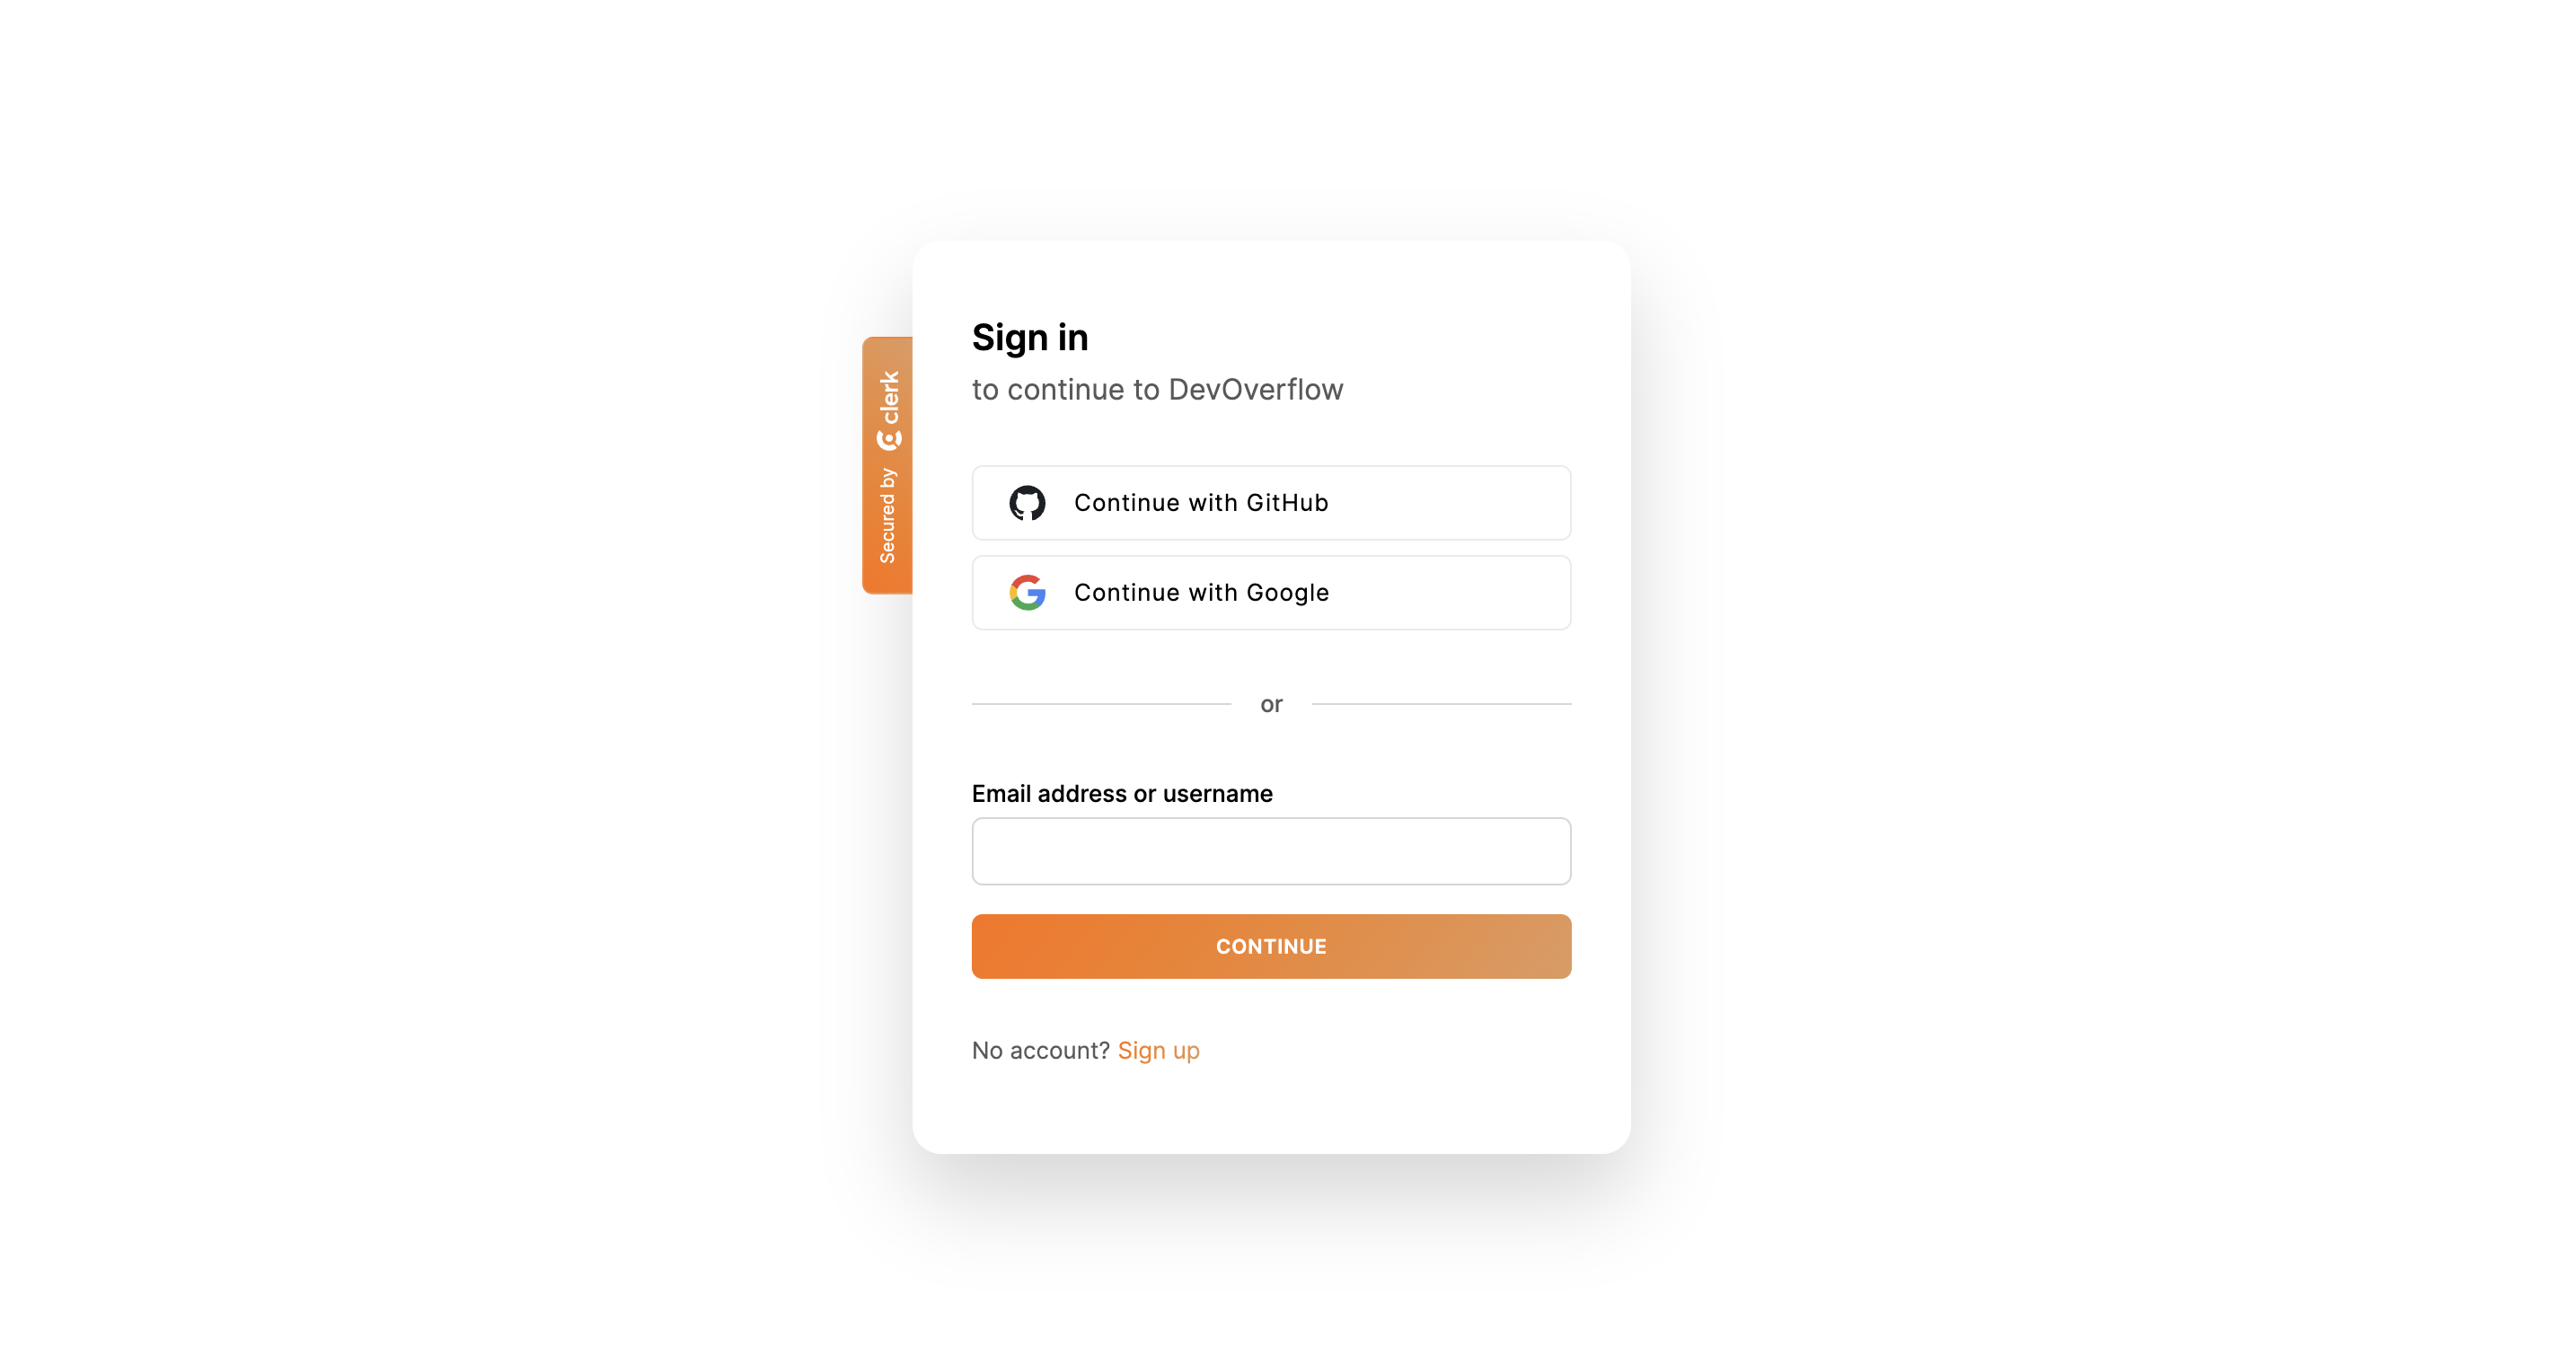 Sign in
to continue to DevOverflow
Secured by clerk
Continue with GitHub
Continue with Google
or
Email address or username
CONTINUE
No account? Sign up